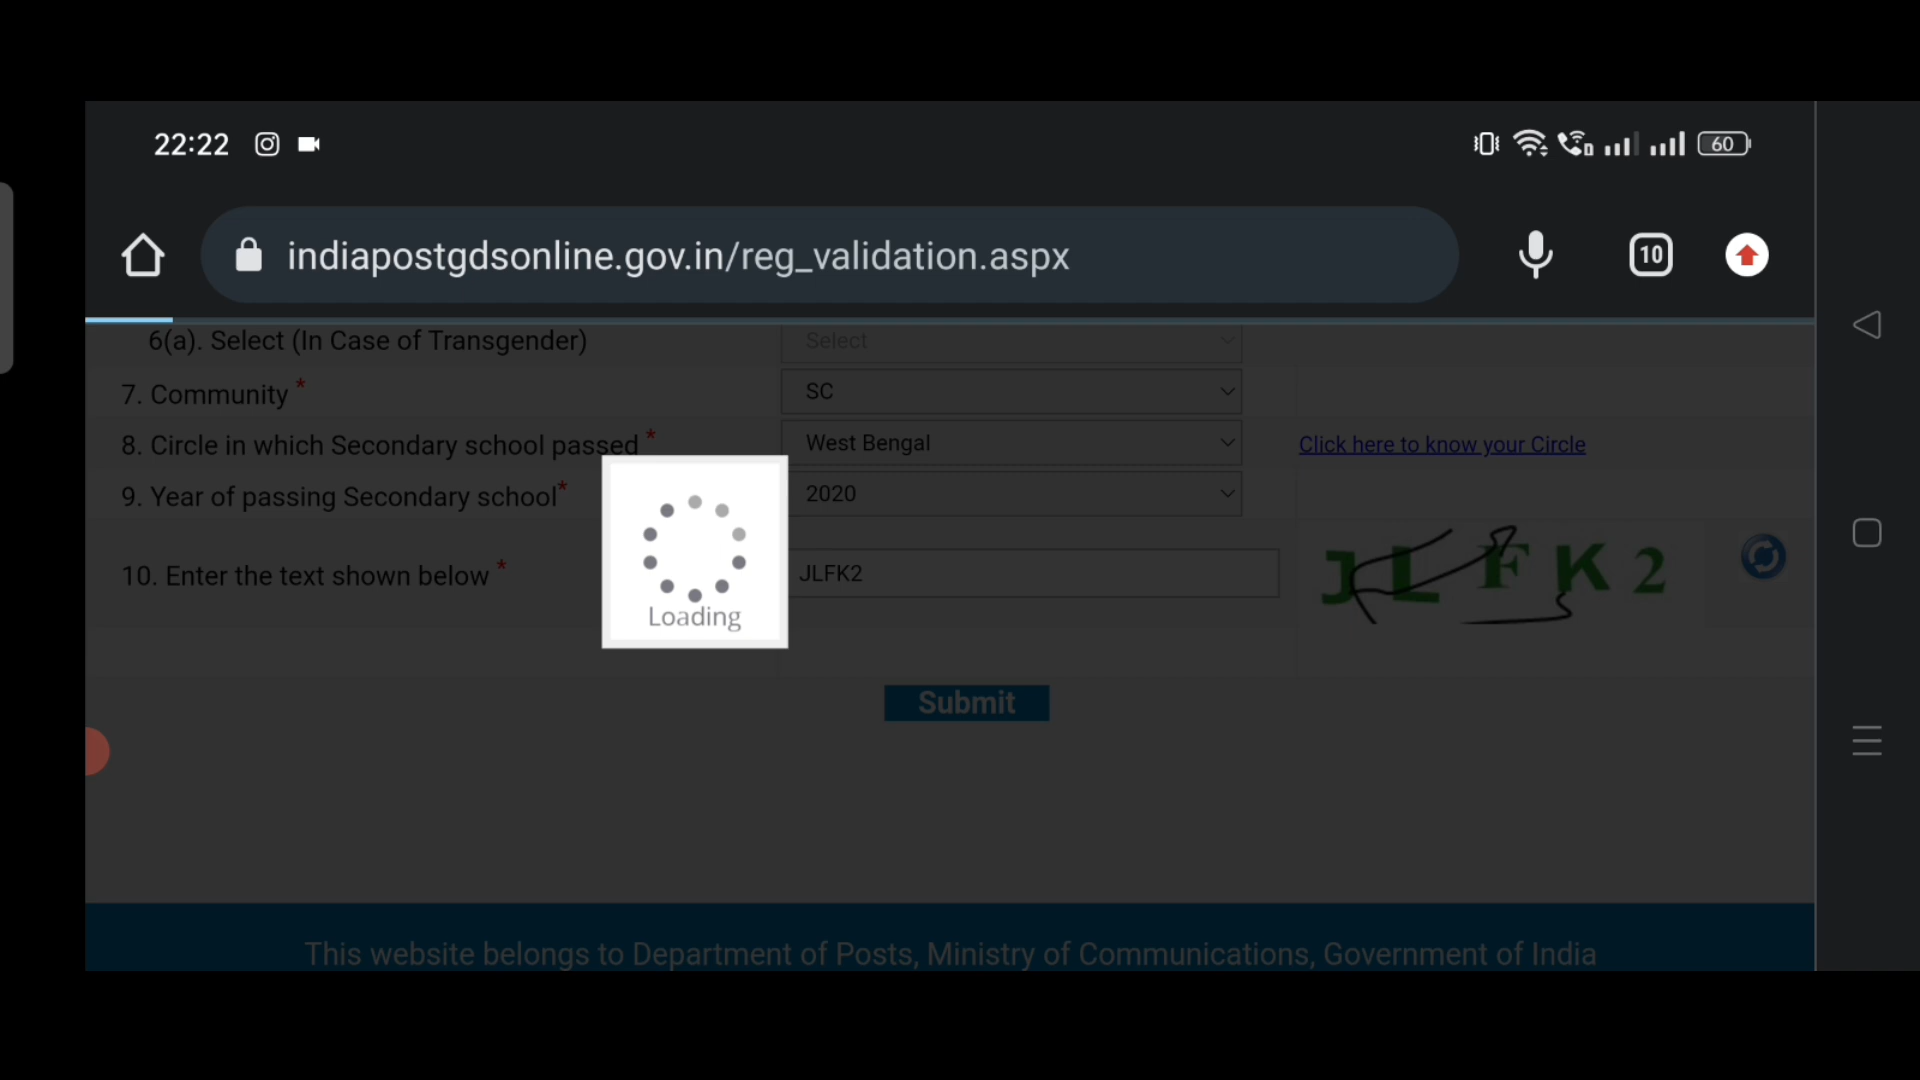 22:22
60
indiapostgdsonline.gov.in/reg_validation.aspx
10
6(a). Select (In Case of Transgender)
Select
7. Community *
SC
8. Circle in which Secondary school passed *
West Bengal
Click here to know your Circle
9. Year of passing Secondary school*
2020
10. Enter the text shown below *
JLFK2
JLFK2
Loading
Submit
This website belongs to Department of Posts, Ministry of Communications, Government of India